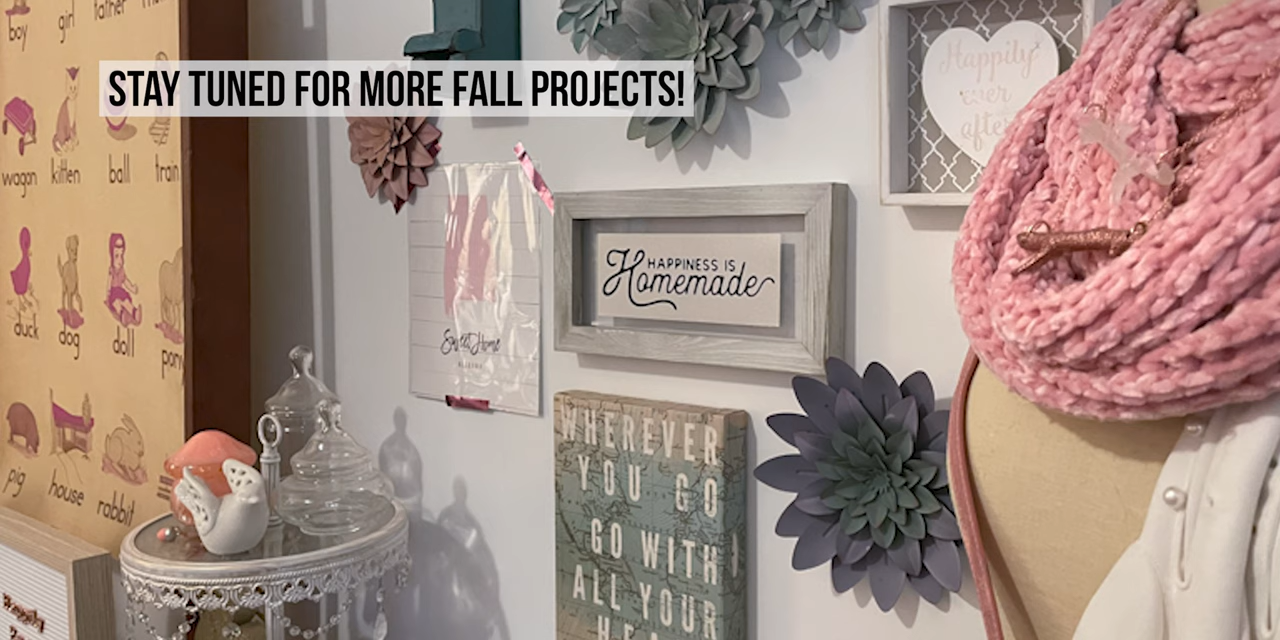 STAY TUNED FOR MORE FALL PROJECTS!
boy girl father
wagon kitten ball train
duck dog doll pony
pig house rabbit
Happily
ever
after
HAPPINESS IS
Homemade
Sweet Home
WHEREVER
YOU GO
GO WITH
ALL YOUR